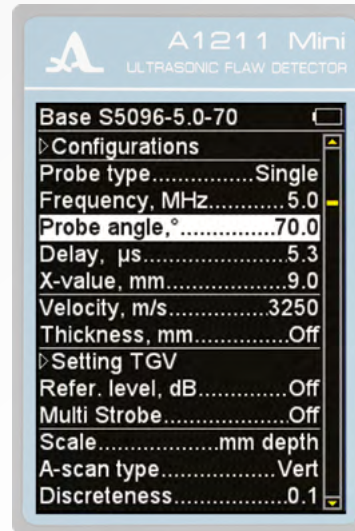 A1211 Mini
ULTRASONIC FLAW DETECTOR
Base S5096-5.0-70
▷Configurations
Probe type................Single
Frequency, MHz............5.0
Probe angle,°...............70.0
Delay, µs......................5.3
X-value, mm.................9.0
Velocity, m/s................3250
Thickness, mm..............Off
▷Setting TGV
Refer. level, dB.............Off
Multi Strobe..................Off
Scale..................mm depth
A-scan type.................Vert
Discreteness................0.1